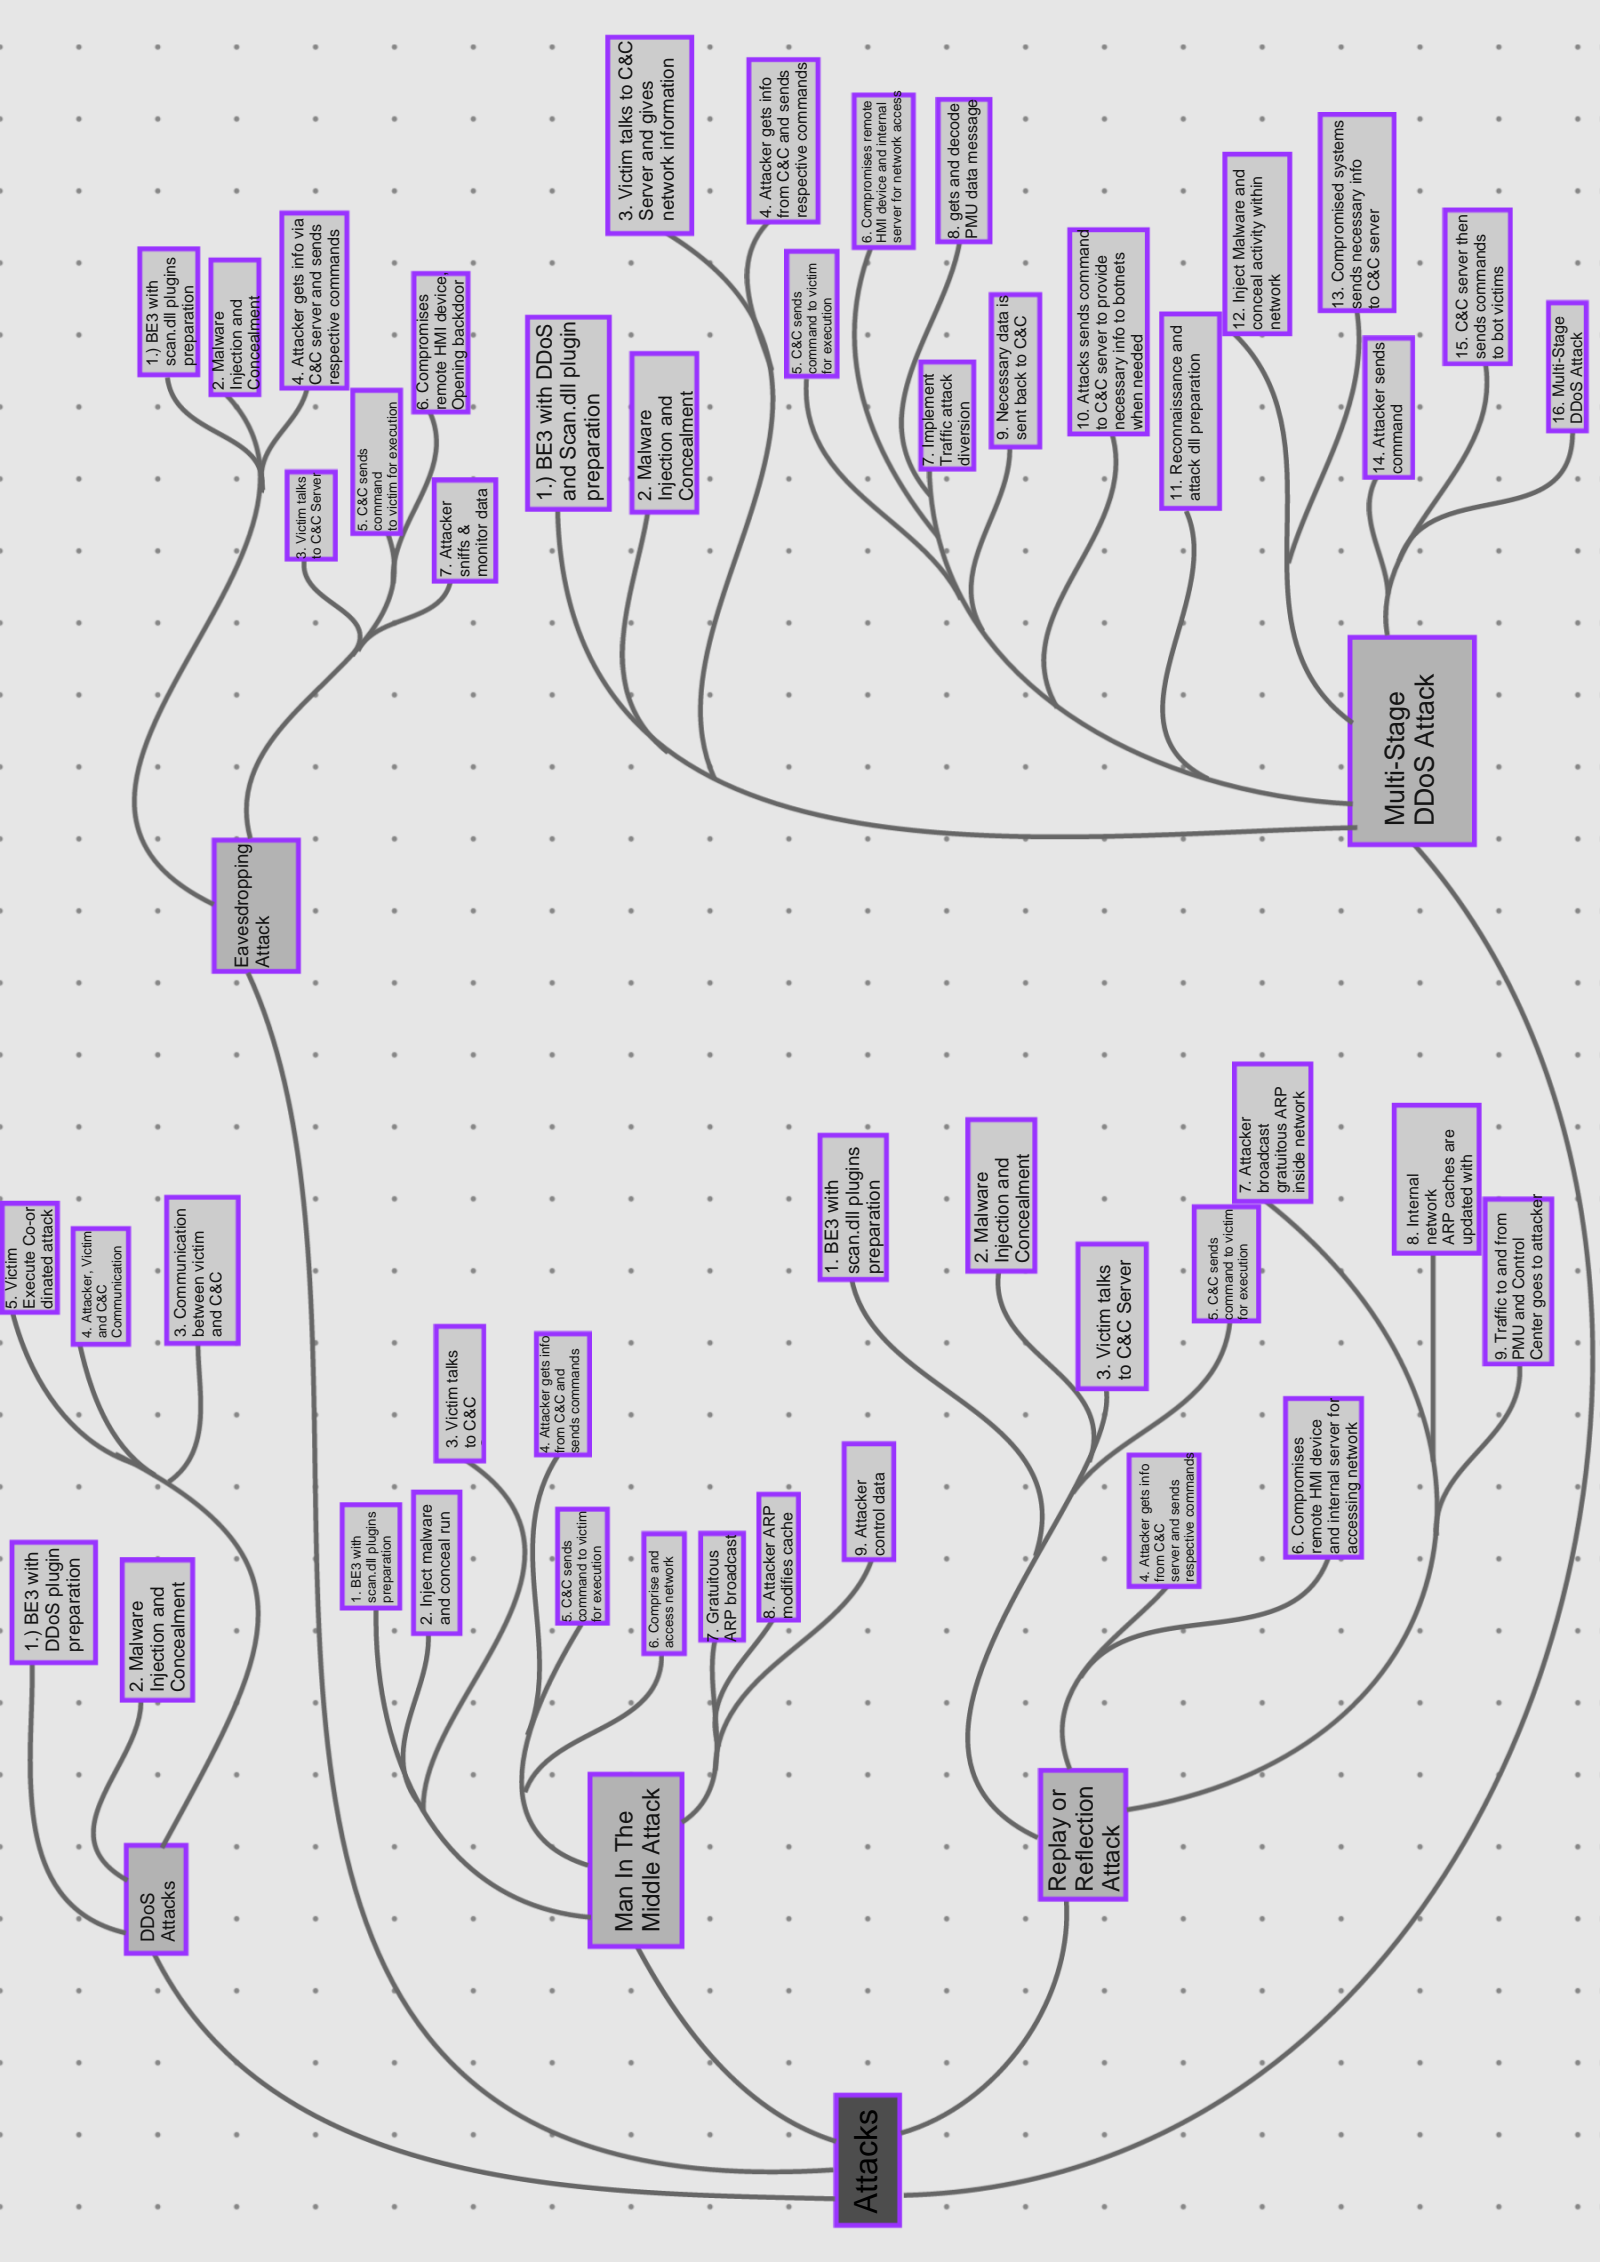 Attacks
DDoS
Attacks
1.) BE3 with
DDoS plugin
preparation
2. Malware
Injection and
Concealment
3. Communication
between victim
and C&C
4. Attacker, Victim
and C&C
Communication
5. Victim
Execute Co-or
dinated attack
Eavesdropping
Attack
1.) BE3 with
scan.dll plugins
preparation
2. Malware
Injection and
Concealment
3. Victim talks
to C&C Server
4. Attacker gets info via
C&C server and sends
respective commands
5. C&C sends
command
to victim for execution
6. Compromises
remote HMI device,
Opening backdoor
7. Attacker
sniffs &
monitor data
Man In The
Middle Attack
1. BE3 with
scan.dll plugins
preparation
2. Inject malware
and conceal run
3. Victim talks
to C&C
4. Attacker gets info
from C&C and
sends commands
5. C&C sends
command to victim
for execution
6. Comprise and
access network
7. Gratuitous
ARP broadcast
8. Attacker ARP
modifies cache
9. Attacker
control data
Replay or
Reflection
Attack
1. BE3 with
scan.dll plugins
preparation
2. Malware
Injection and
Concealment
3. Victim talks
to C&C Server
4. Attacker gets info
from C&C
server and sends
respective commands
5. C&C sends
command to victim
for execution
6. Compromises
remote HMI device
and internal server for
accessing network
7. Attacker
broadcast
gratuitous ARP
inside network
8. Internal
network
ARP caches are
updated with
9. Traffic to and from
PMU and Control
Center goes to attacker
Multi-Stage
DDoS Attack
1.) BE3 with DDoS
and Scan.dll plugin
preparation
2. Malware
Injection and
Concealment
3. Victim talks to C&C
Server and gives
network information
4. Attacker gets info
from C&C and sends
respective commands
5. C&C sends
command to victim
for execution
6. Compromises remote
HMI device and internal
server for network access
7. Implement
Traffic attack
diversion
8. gets and decode
PMU data message
9. Necessary data is
sent back to C&C
10. Attacks sends command
to C&C server to provide
necessary info to botnets
when needed
11. Reconnaissance and
attack dll preparation
12. Inject Malware and
conceal activity within
network
13. Compromised systems
sends necessary info
to C&C server
14. Attacker sends
command
15. C&C server then
sends commands
to bot victims
16. Multi-Stage
DDoS Attack